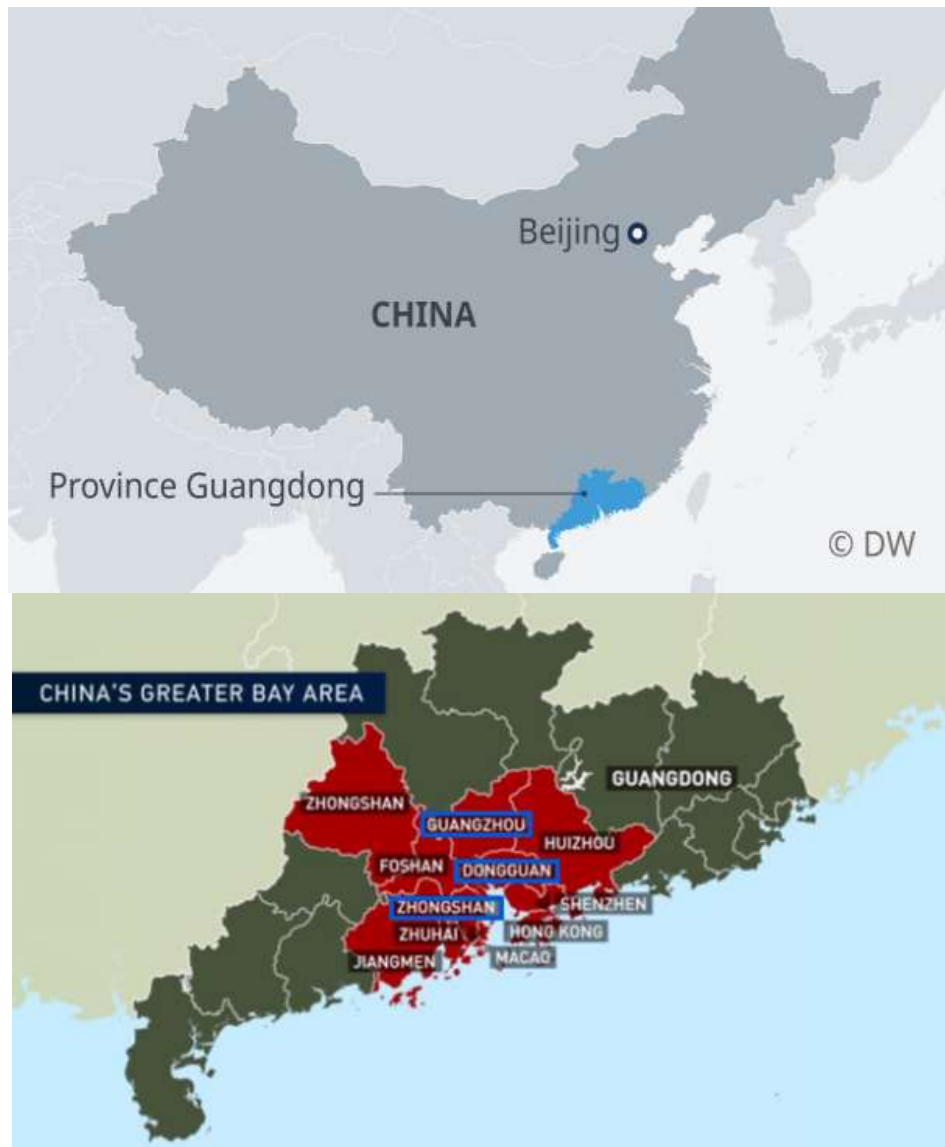 Beijing
CHINA
Province Guangdong
© DW
CHINA'S GREATER BAY AREA
GUANGDONG
ZHONGSHAN
GUANGZHOU
HUIZHOU
FOSHAN
DONGGUAN
ZHONGSHAN
SHENZHEN
ZHUHAI
HONG KONG
JIANGMEN
MACAO